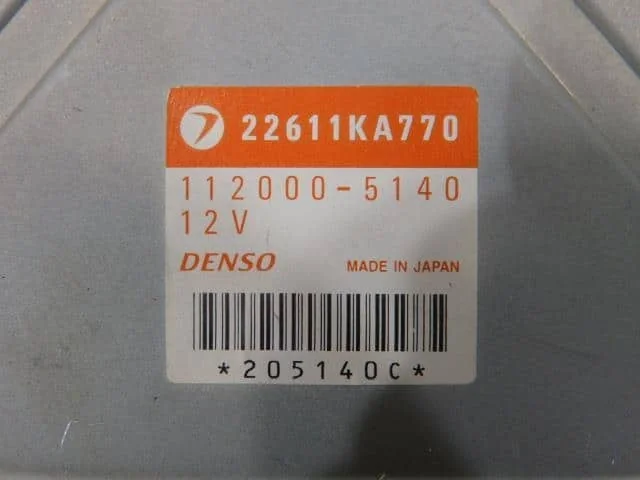 22611KA770
112000-5140
12V
DENSO MADE IN JAPAN
*205140C*